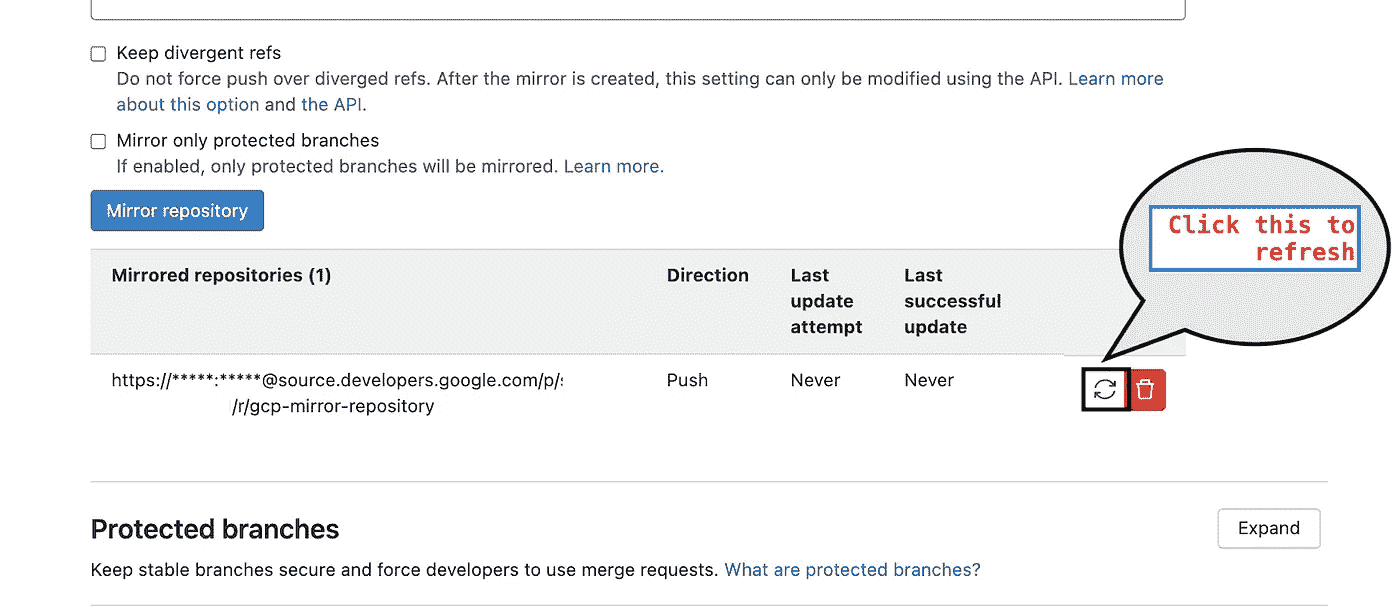 Keep divergent refs
Do not force push over diverged refs. After the mirror is created, this setting can only be modified using the API. Learn more
about this option and the API.
Mirror only protected branches
If enabled, only protected branches will be mirrored. Learn more.
Mirror repository
Click this to
refresh
Mirrored repositories (1)
Direction
Last
update
attempt
Last
successful
update
https://*****:*****@source.developers.google.com/p/
/r/gcp-mirror-repository
Push
Never
Never
Protected branches
Expand
Keep stable branches secure and force developers to use merge requests. What are protected branches?